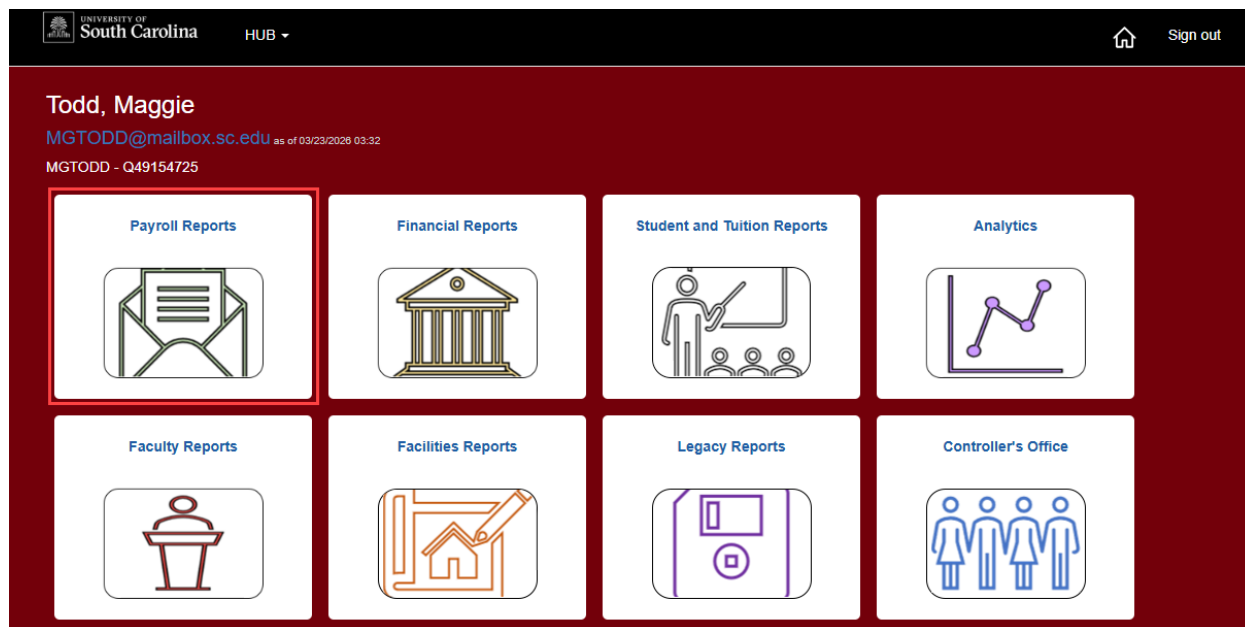 UNIVERSITY OF
South Carolina
HUB
Sign out
Todd, Maggie
MGTODD@mailbox.sc.edu as of 03/23/2026 03:32
MGTODD - Q49154725
Payroll Reports
Financial Reports
Student and Tuition Reports
Analytics
Faculty Reports
Facilities Reports
Legacy Reports
Controller's Office